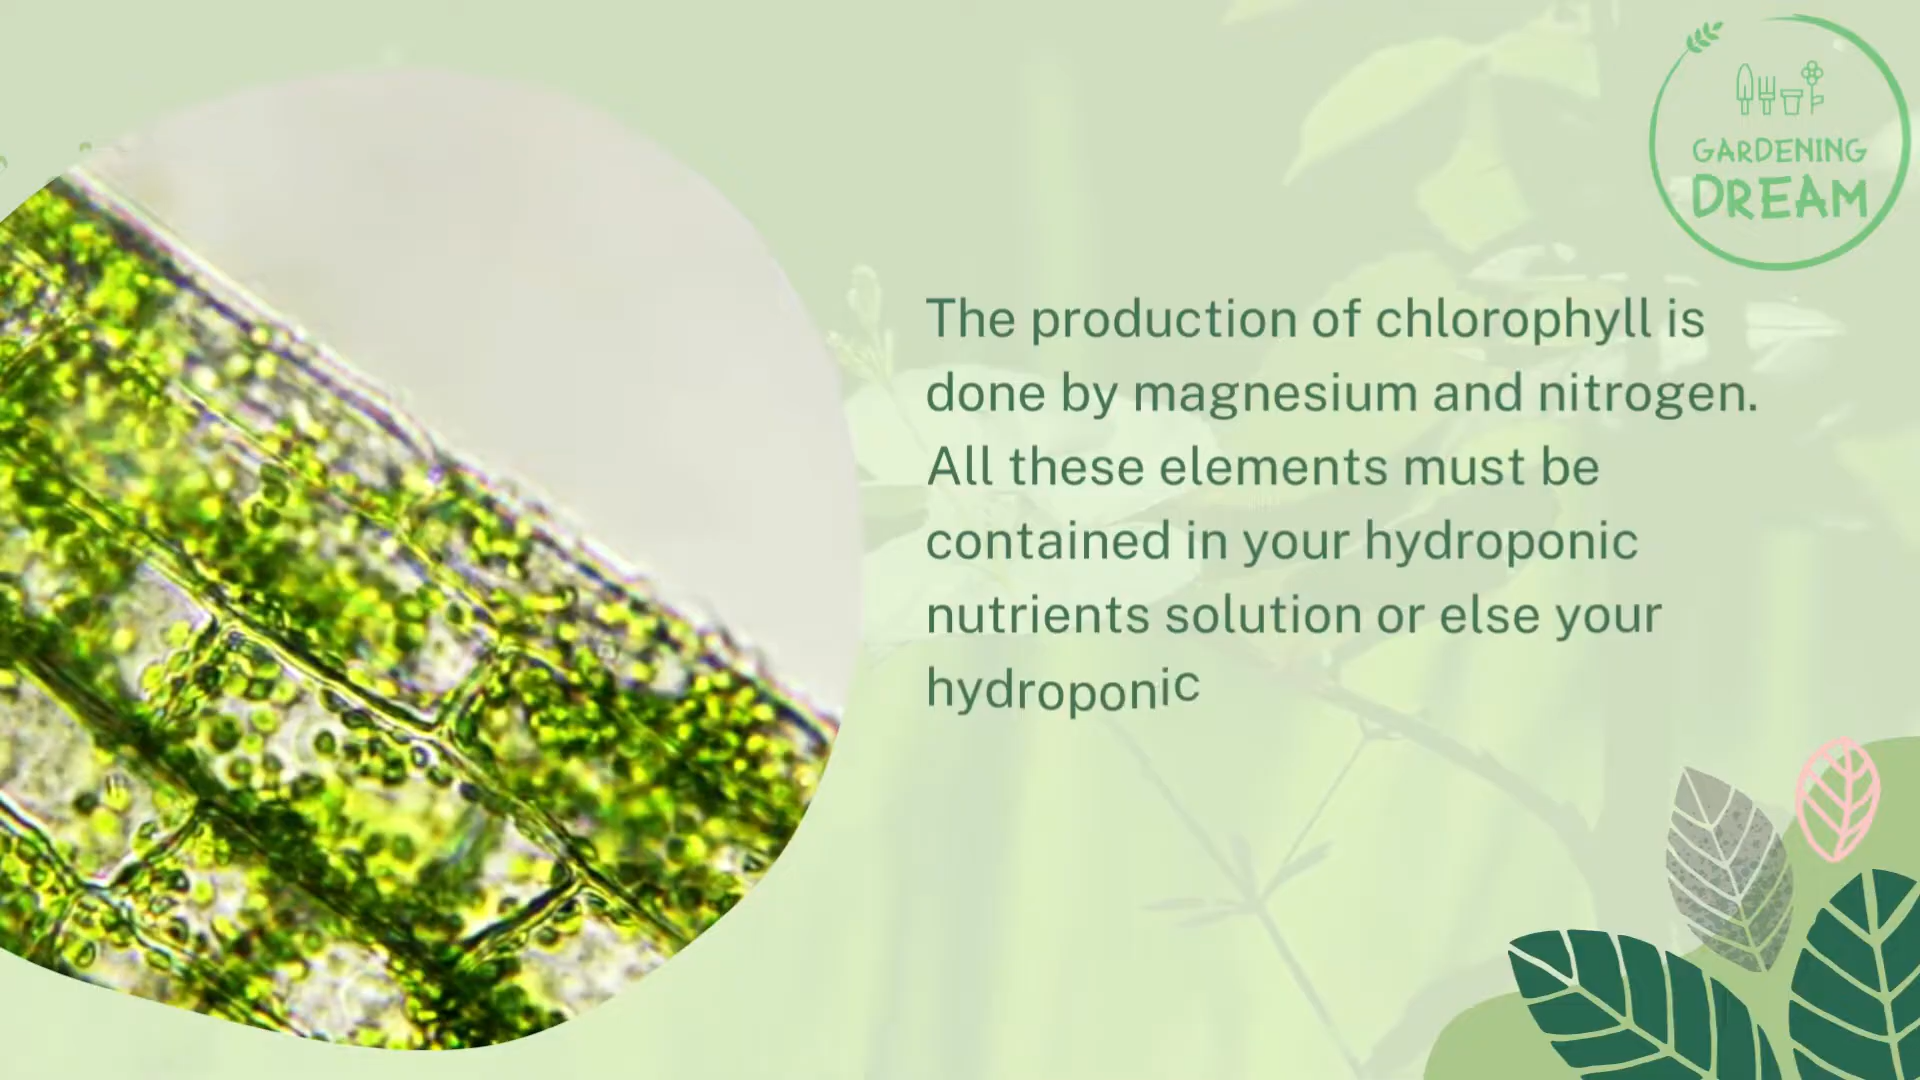 GARDENING
DREAM
The production of chlorophyll is
done by magnesium and nitrogen.
All these elements must be
contained in your hydroponic
nutrients solution or else your
hydroponic